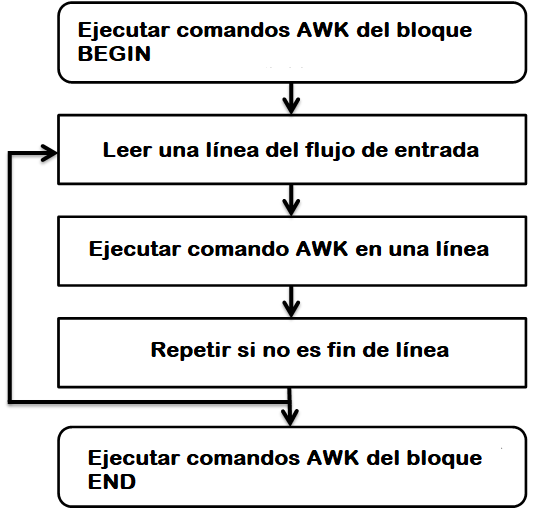 Ejecutar comandos AWK del bloque
BEGIN
Leer una línea del flujo de entrada
Ejecutar comando AWK en una línea
Repetir si no es fin de línea
Ejecutar comandos AWK del bloque
END